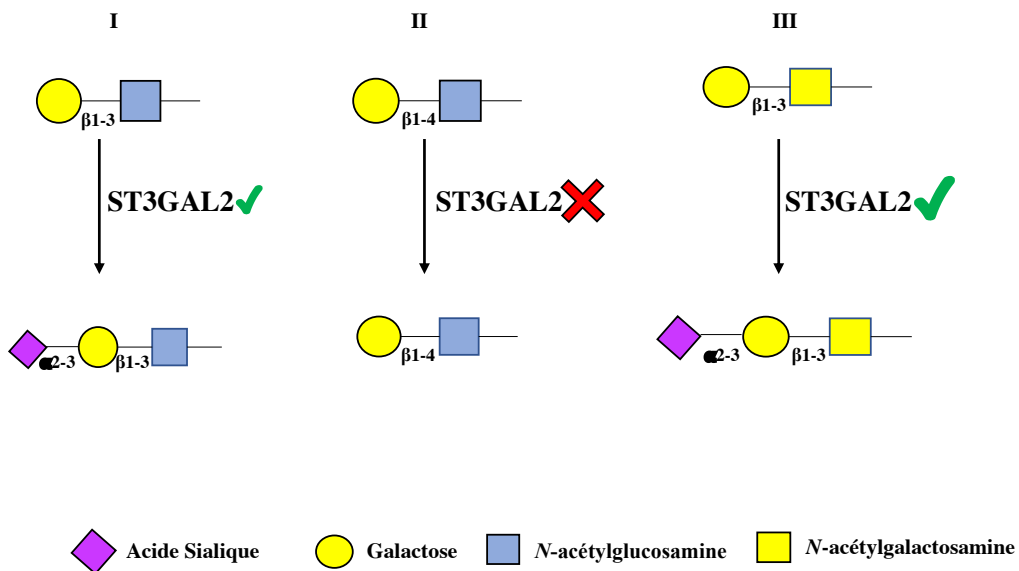 I II III
β1-3 β1-4 β1-3
ST3GAL2 ST3GAL2 ST3GAL2
α2-3 β1-3 β1-4 α2-3 β1-3
Acide Sialique Galactose N-acétylglucosamine N-acétylgalactosamine